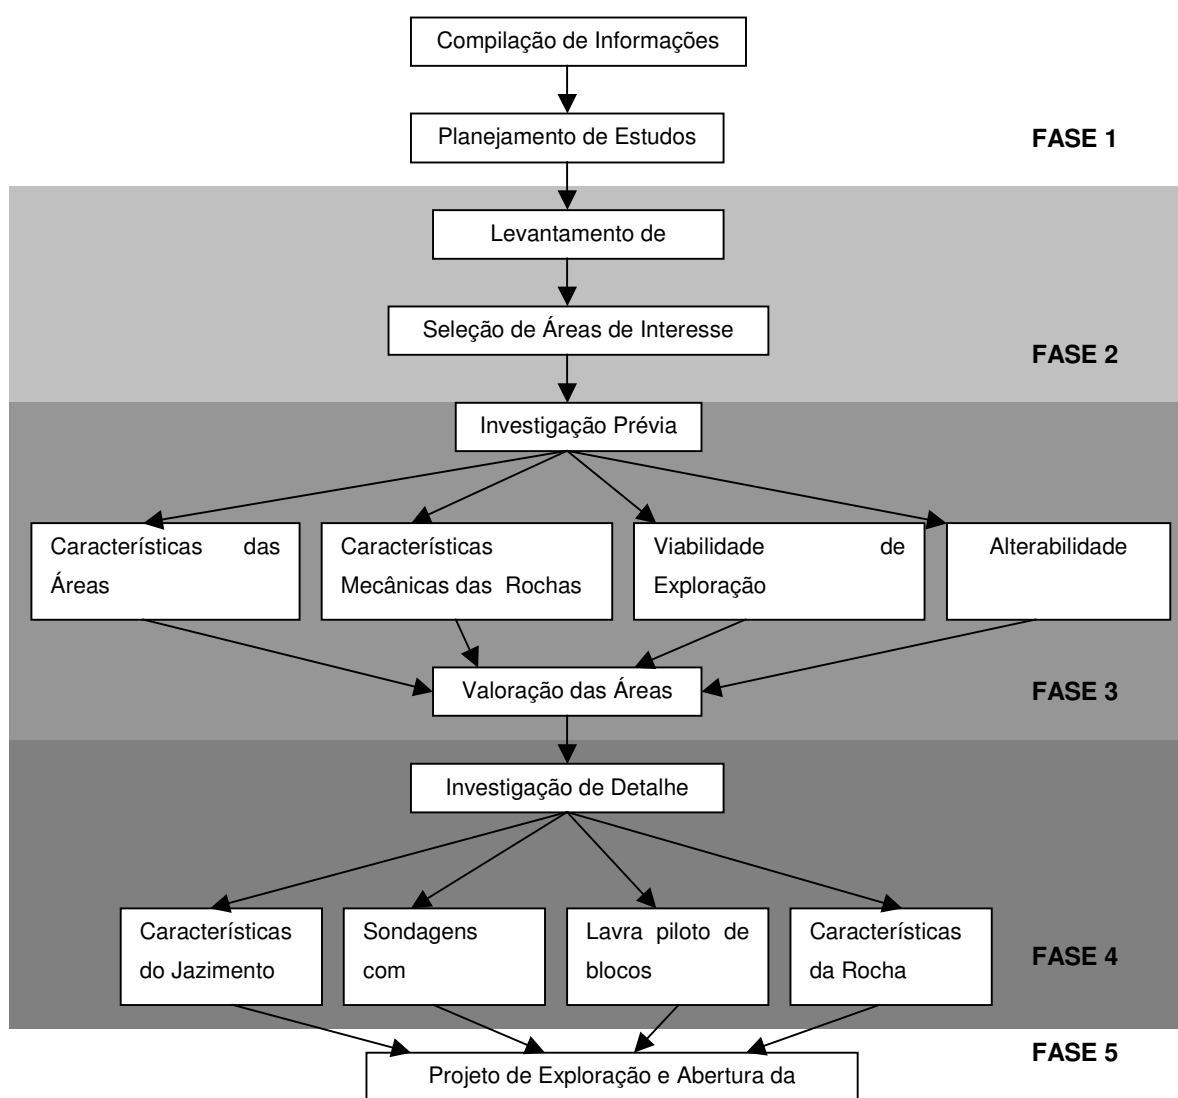 Compilação de Informações
Planejamento de Estudos
FASE 1
Levantamento de
Seleção de Áreas de Interesse
FASE 2
Investigação Prévia
Características das
Áreas
Características
Mecânicas das Rochas
Viabilidade de
Exploração
Alterabilidade
Valoração das Áreas
FASE 3
Investigação de Detalhe
Características
do Jazimento
Sondagens
com
Lavra piloto de
blocos
Características
da Rocha
FASE 4
FASE 5
Projeto de Exploração e Abertura da